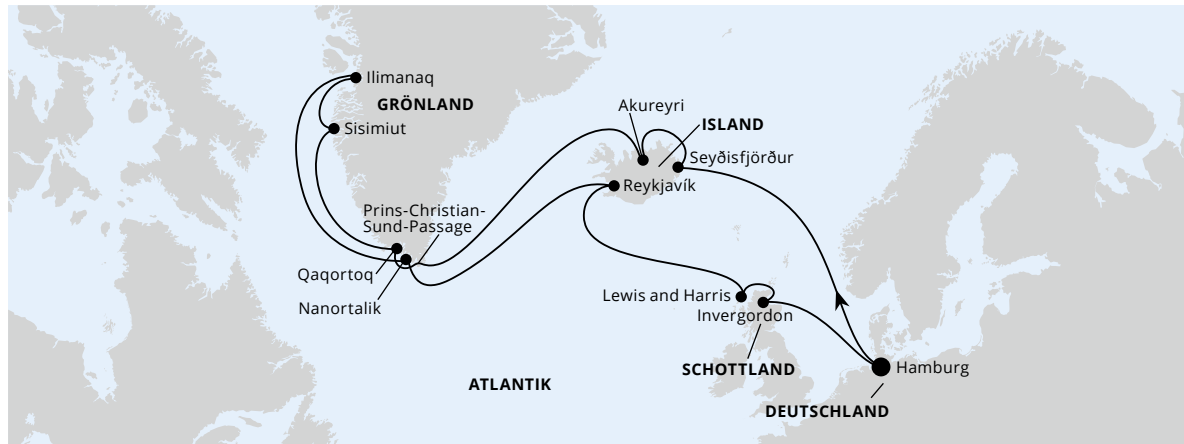 Ilimanaq
GRÖNLAND
Sisimiut
Akureyri
ISLAND
Seyðisfjörður
Reykjavík
Prins-Christian-
Sund-Passage
Qaqortoq
Nanortalik
Lewis and Harris
Invergordon
SCHOTTLAND
Hamburg
ATLANTIK
DEUTSCHLAND